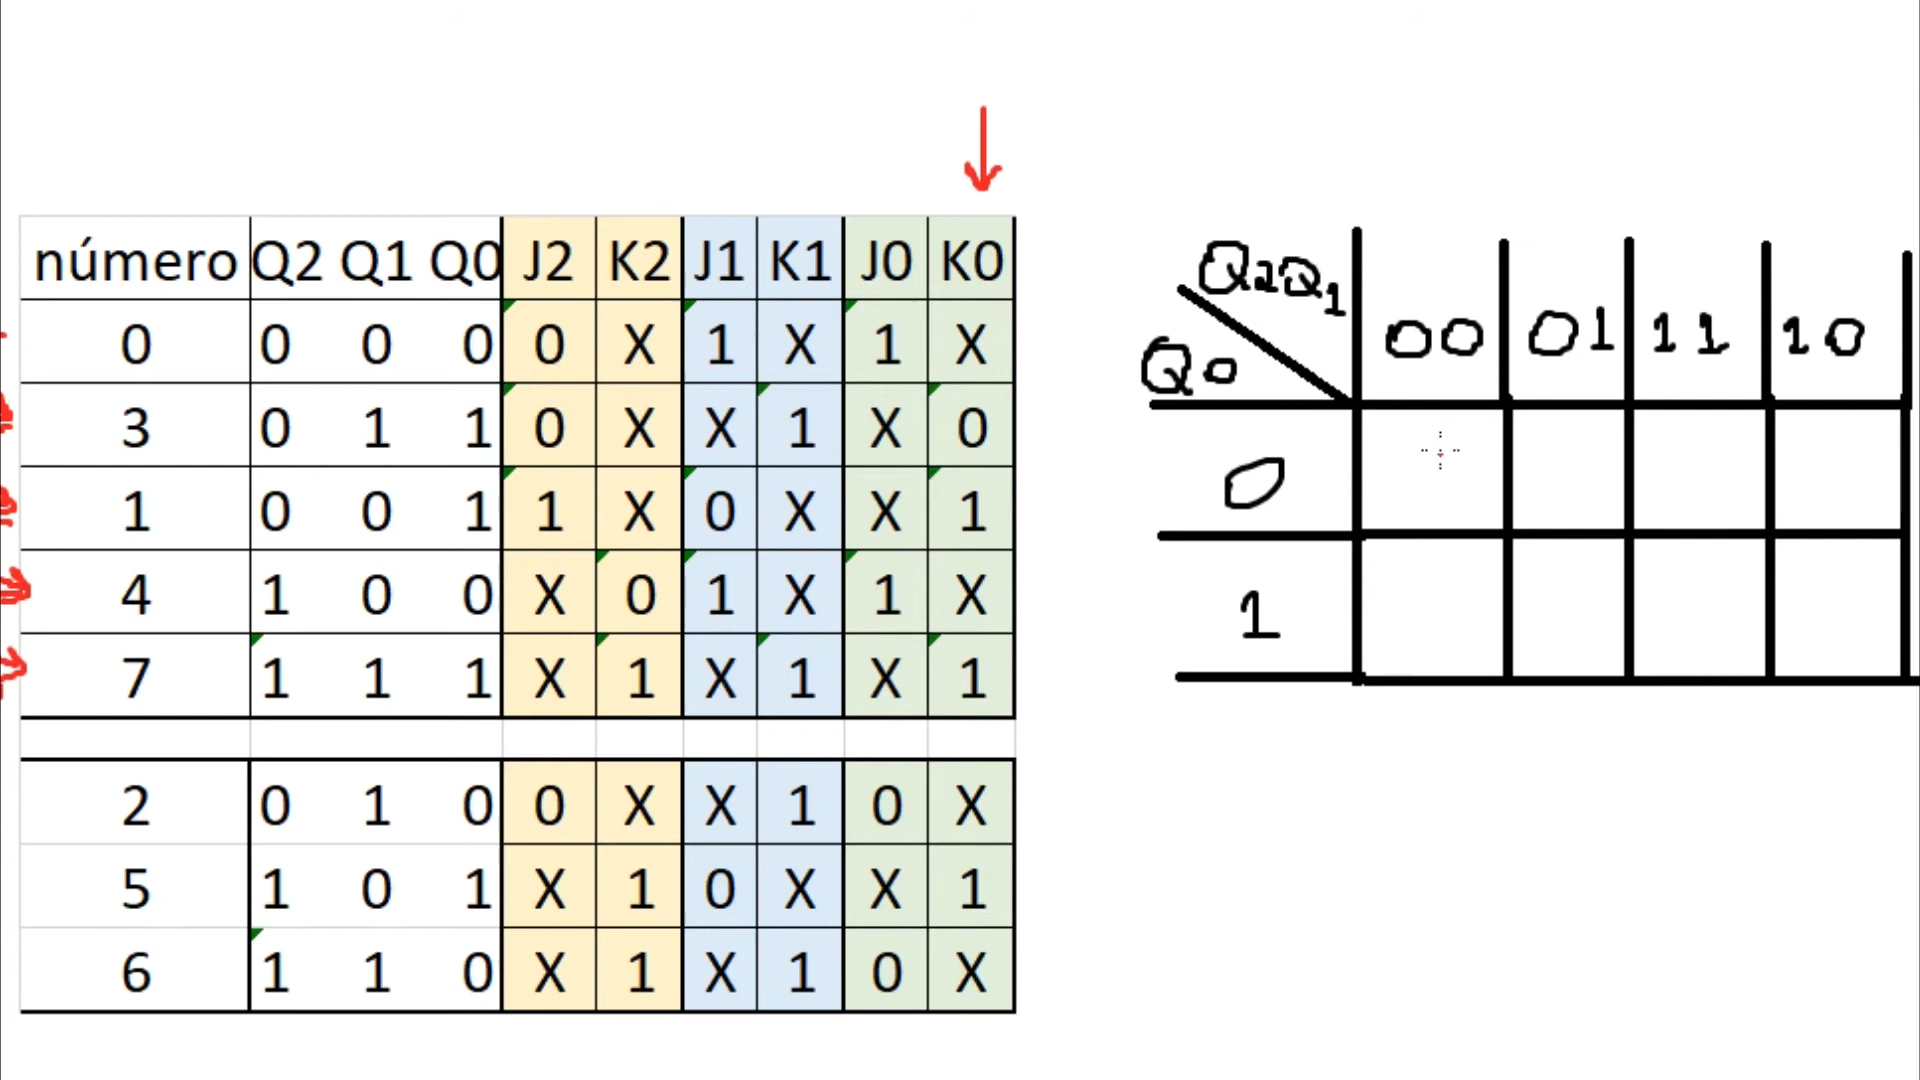 número Q2 Q1 Q0 J2 K2 J1 K1 J0 K0
0 0 0 0 0 X 1 X 1 X
3 0 1 1 0 X X 1 X 0
1 0 0 1 1 X 0 X X 1
4 1 0 0 X 0 1 X 1 X
7 1 1 1 X 1 X 1 X 1
2 0 1 0 0 X X 1 0 X
5 1 0 1 X 1 0 X X 1
6 1 1 0 X 1 X 1 0 X
Q2Q1
Q0 00 01 11 10
0
1